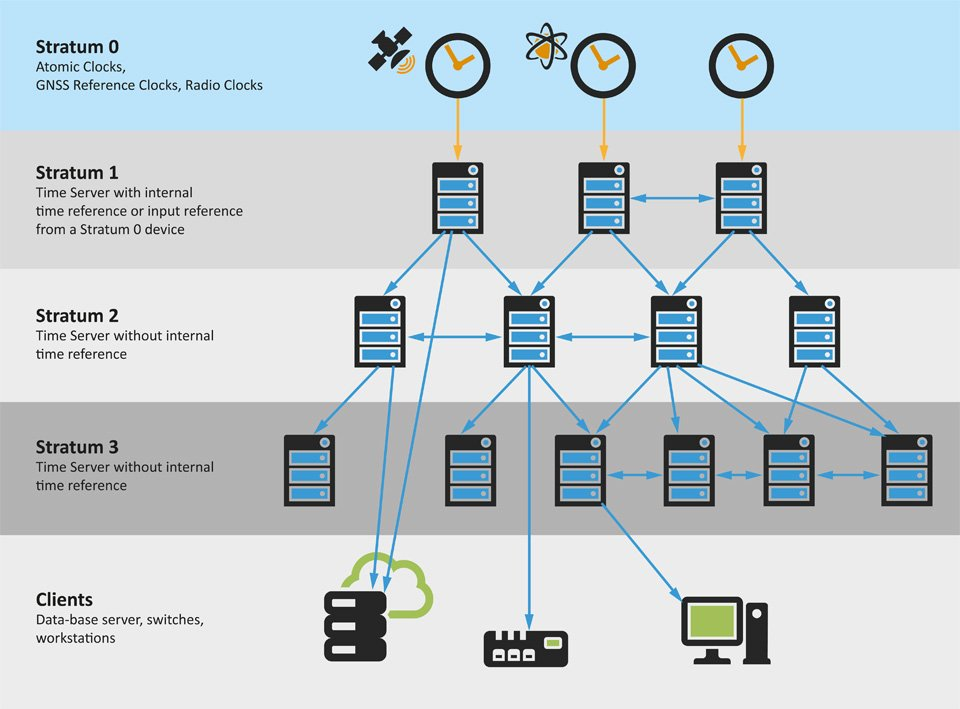 Stratum 0
Atomic Clocks,
GNSS Reference Clocks, Radio Clocks
Stratum 1
Time Server with internal
time reference or input reference
from a Stratum 0 device
Stratum 2
Time Server without internal
time reference
Stratum 3
Time Server without internal
time reference
Clients
Data-base server, switches,
workstations